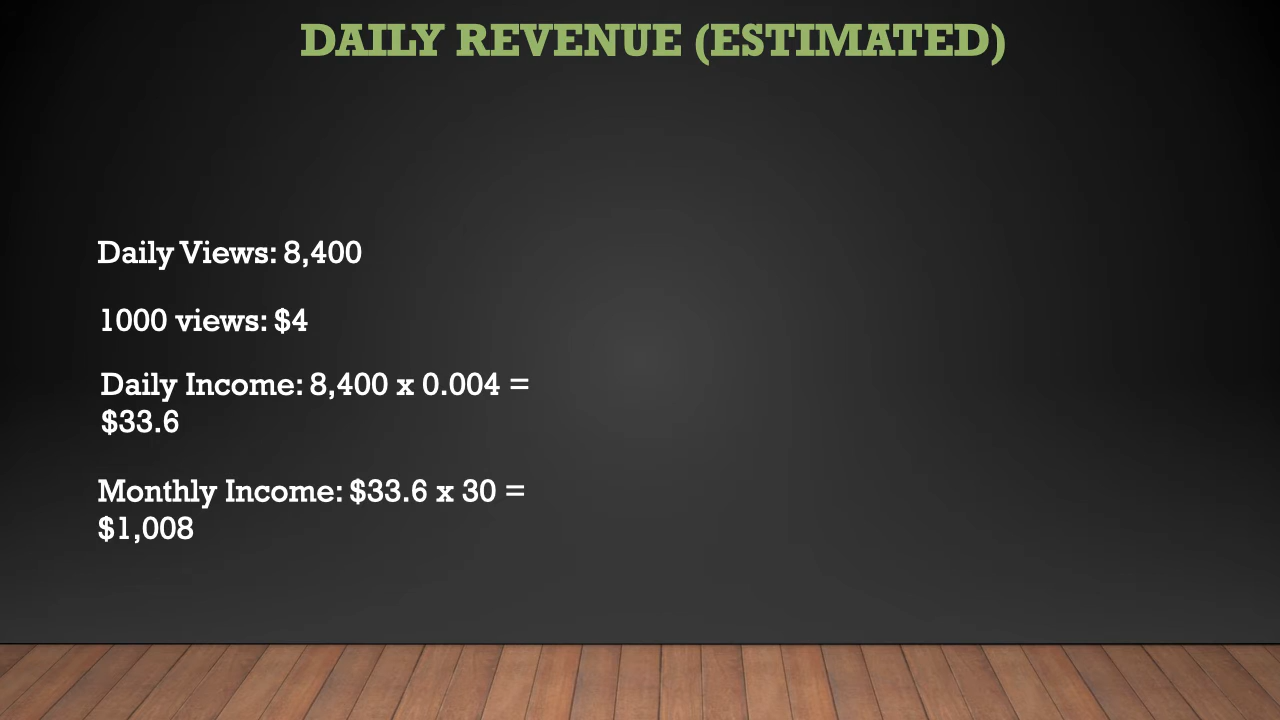 DAILY REVENUE (ESTIMATED)
Daily Views: 8,400
1000 views: $4
Daily Income: 8,400 x 0.004 =
$33.6
Monthly Income: $33.6 x 30 =
$1,008